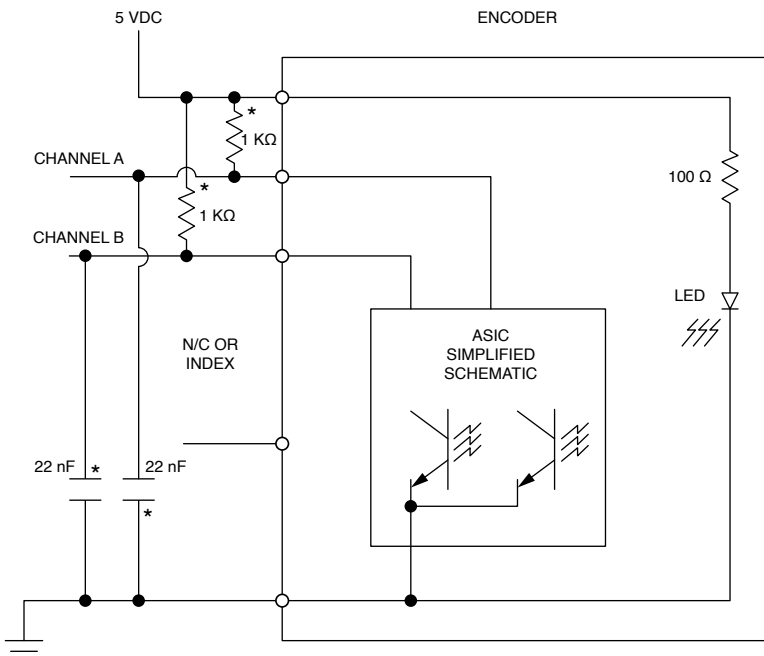 5 VDC
ENCODER
*
1 KΩ
CHANNEL A
*
1 KΩ
100 Ω
CHANNEL B
LED
N/C OR
INDEX
ASIC
SIMPLIFIED
SCHEMATIC
22 nF *
22 nF
*